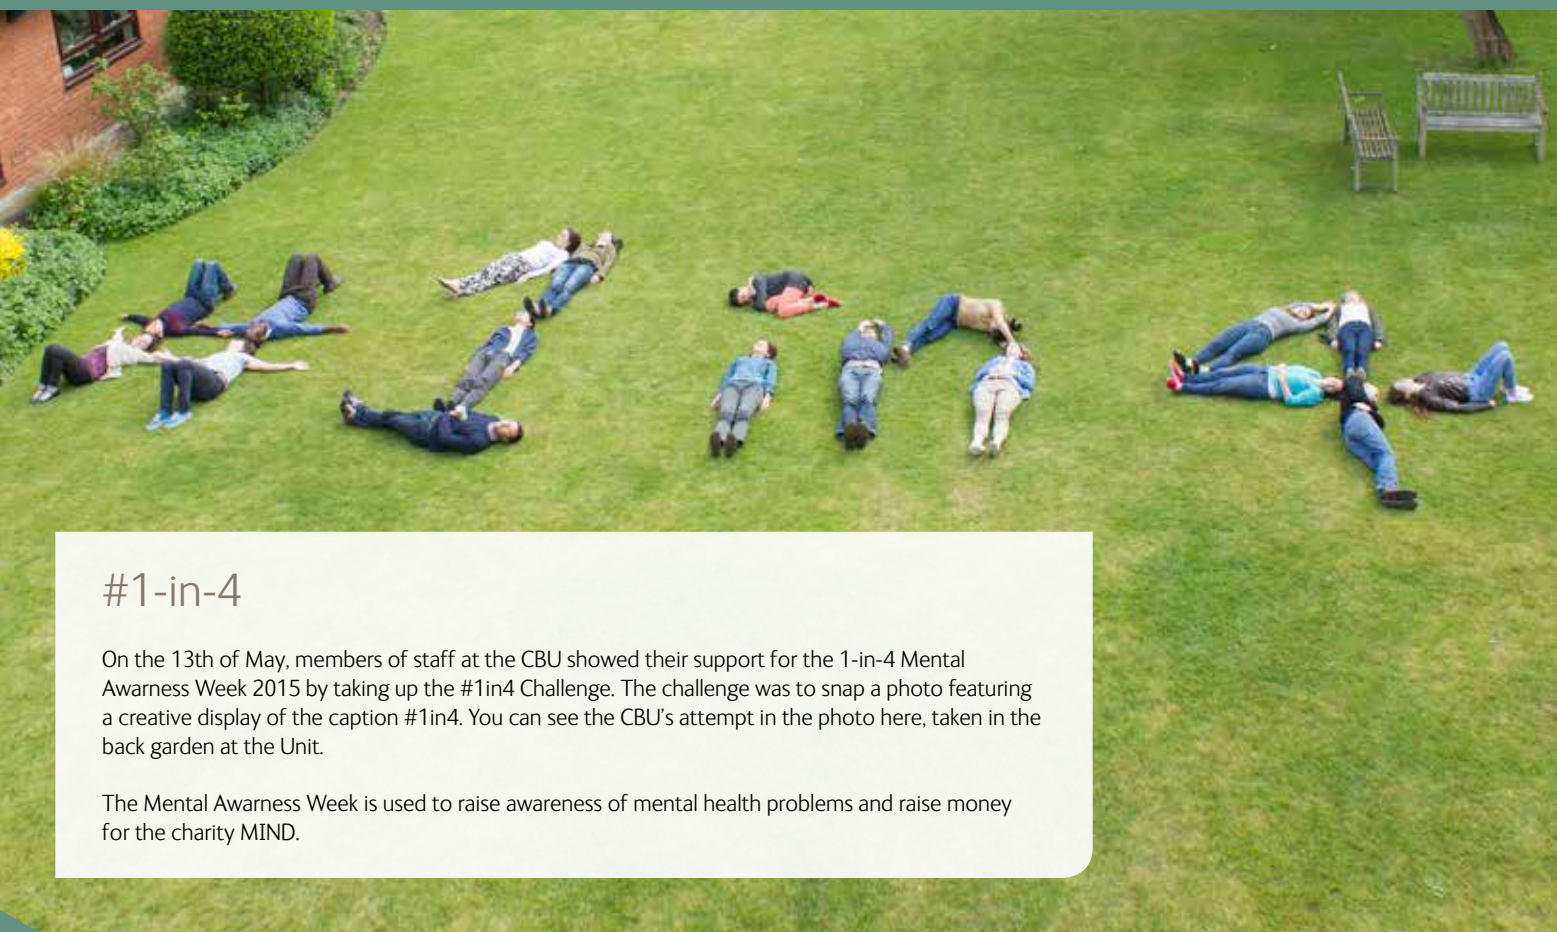 #1in4
#1-in-4
On the 13th of May, members of staff at the CBU showed their support for the 1-in-4 Mental
Awarness Week 2015 by taking up the #1in4 Challenge. The challenge was to snap a photo featuring
a creative display of the caption #1in4. You can see the CBU's attempt in the photo here, taken in the
back garden at the Unit.
The Mental Awarness Week is used to raise awareness of mental health problems and raise money
for the charity MIND.